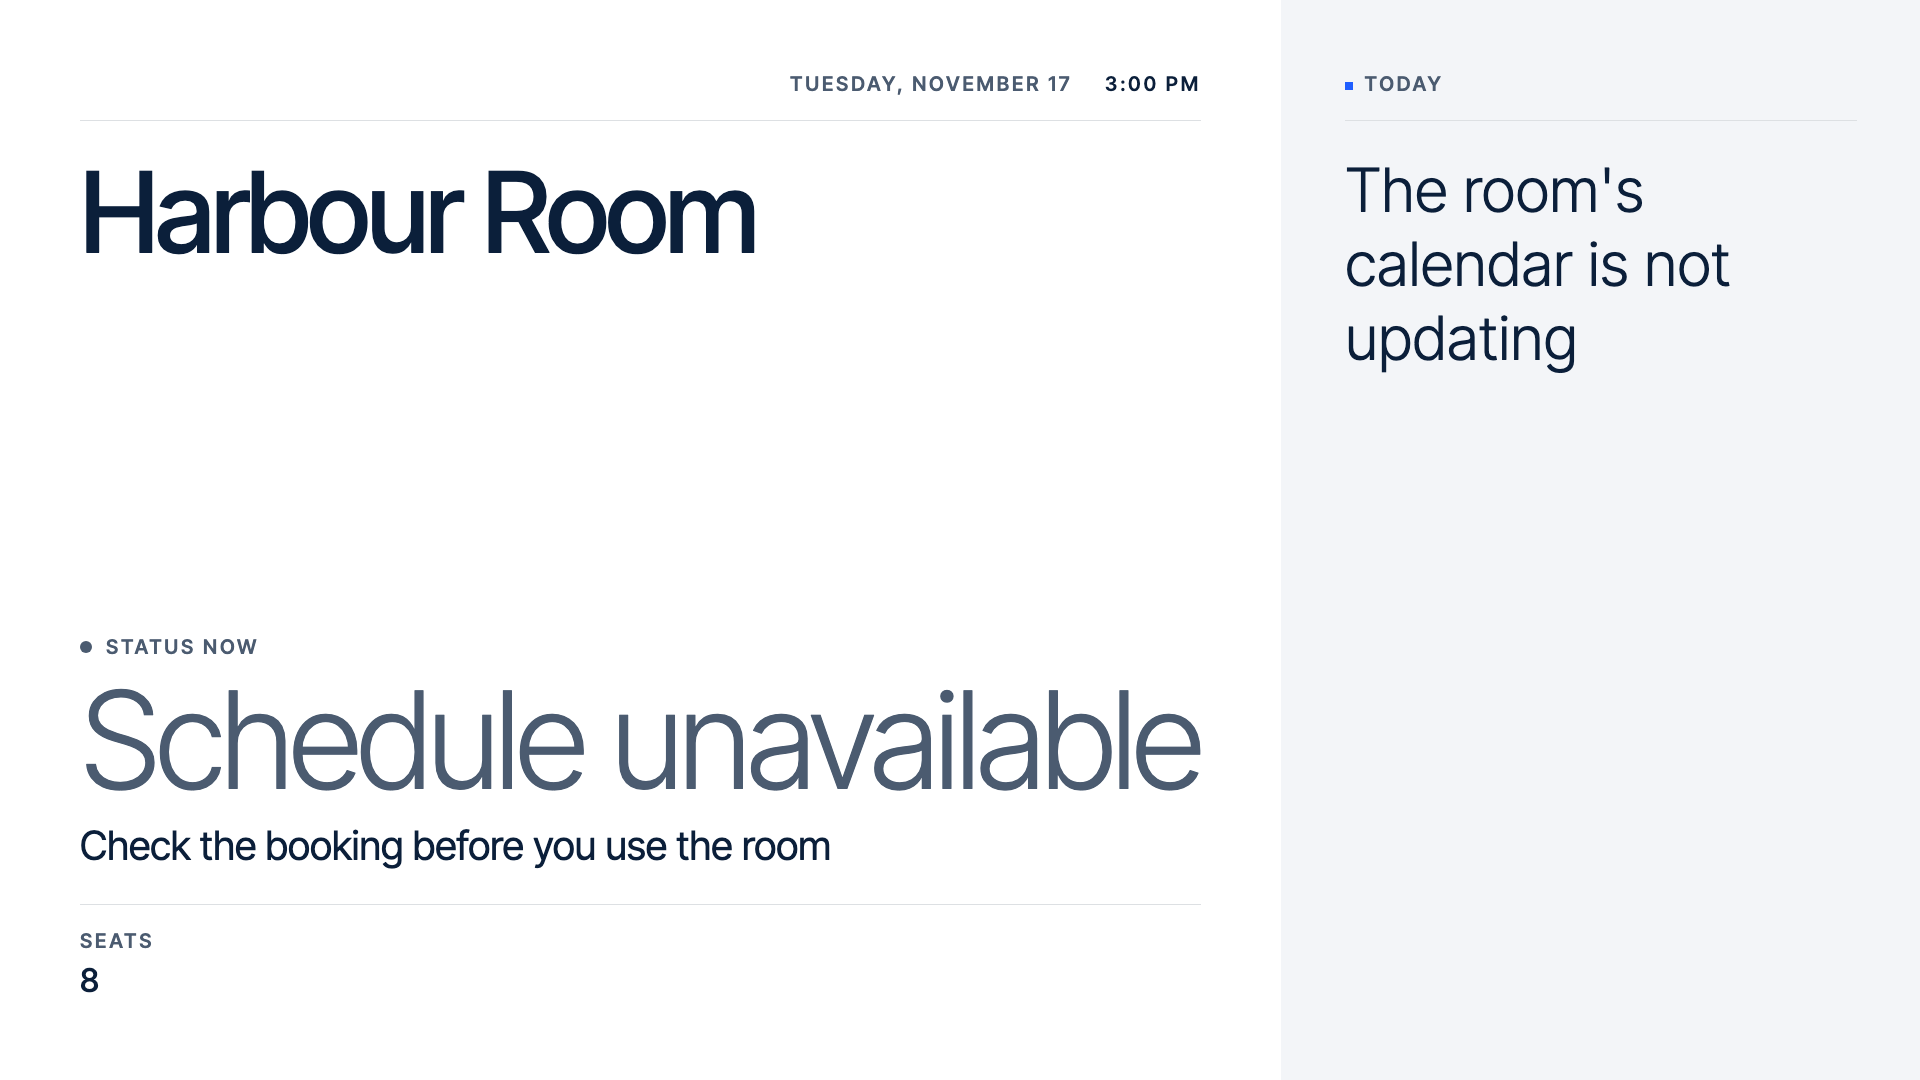 TUESDAY, NOVEMBER 17 3:00 PM
Harbour Room
STATUS NOW
Schedule unavailable
Check the booking before you use the room
SEATS
8
TODAY
The room's
calendar is not
updating